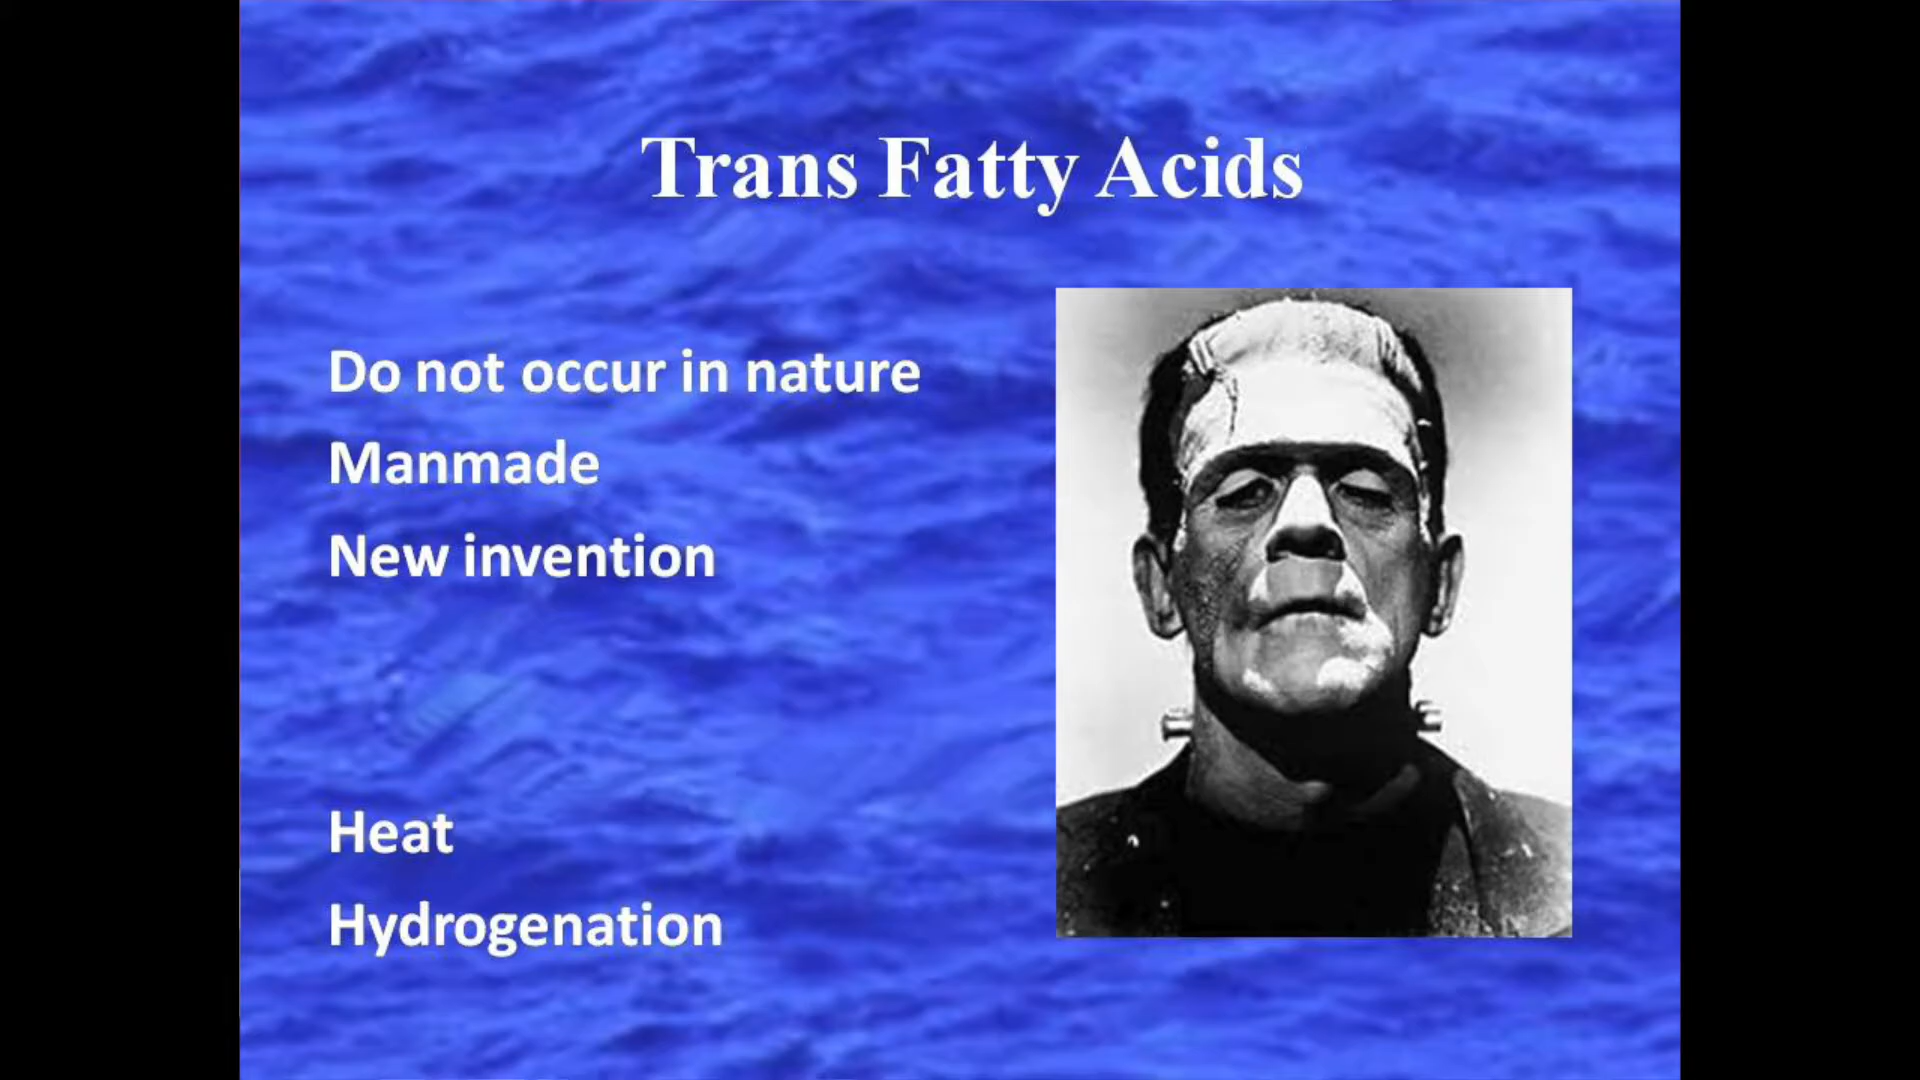 Trans Fatty Acids
Do not occur in nature
Manmade
New invention
Heat
Hydrogenation